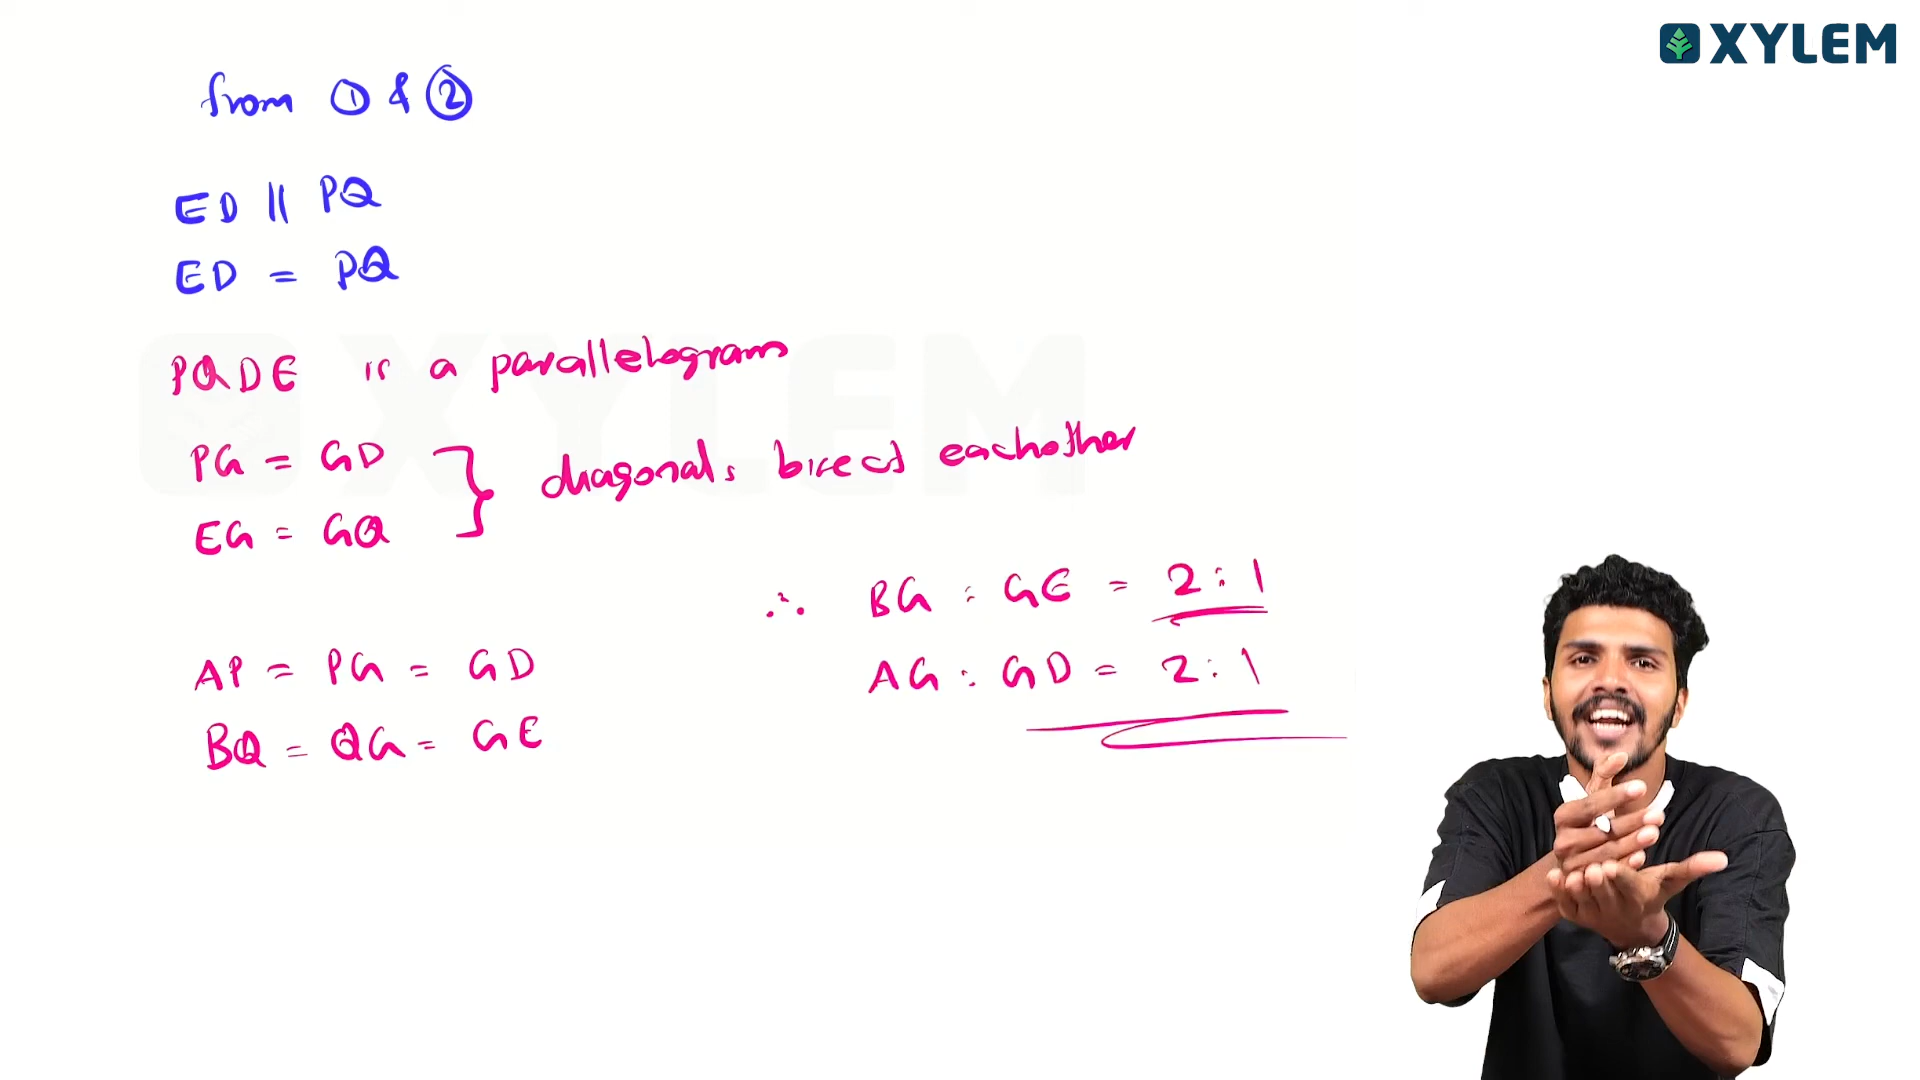 XYLEM
from ① & ②
ED || PQ
ED = PQ
PQDE is a parallelogram
PG = GD } diagonals bisect eachother
EG = GQ
∴ BG : GE = 2 : 1
AP = PG = GD
AG : GD = 2 : 1
BQ = QG = GE
XYLEM